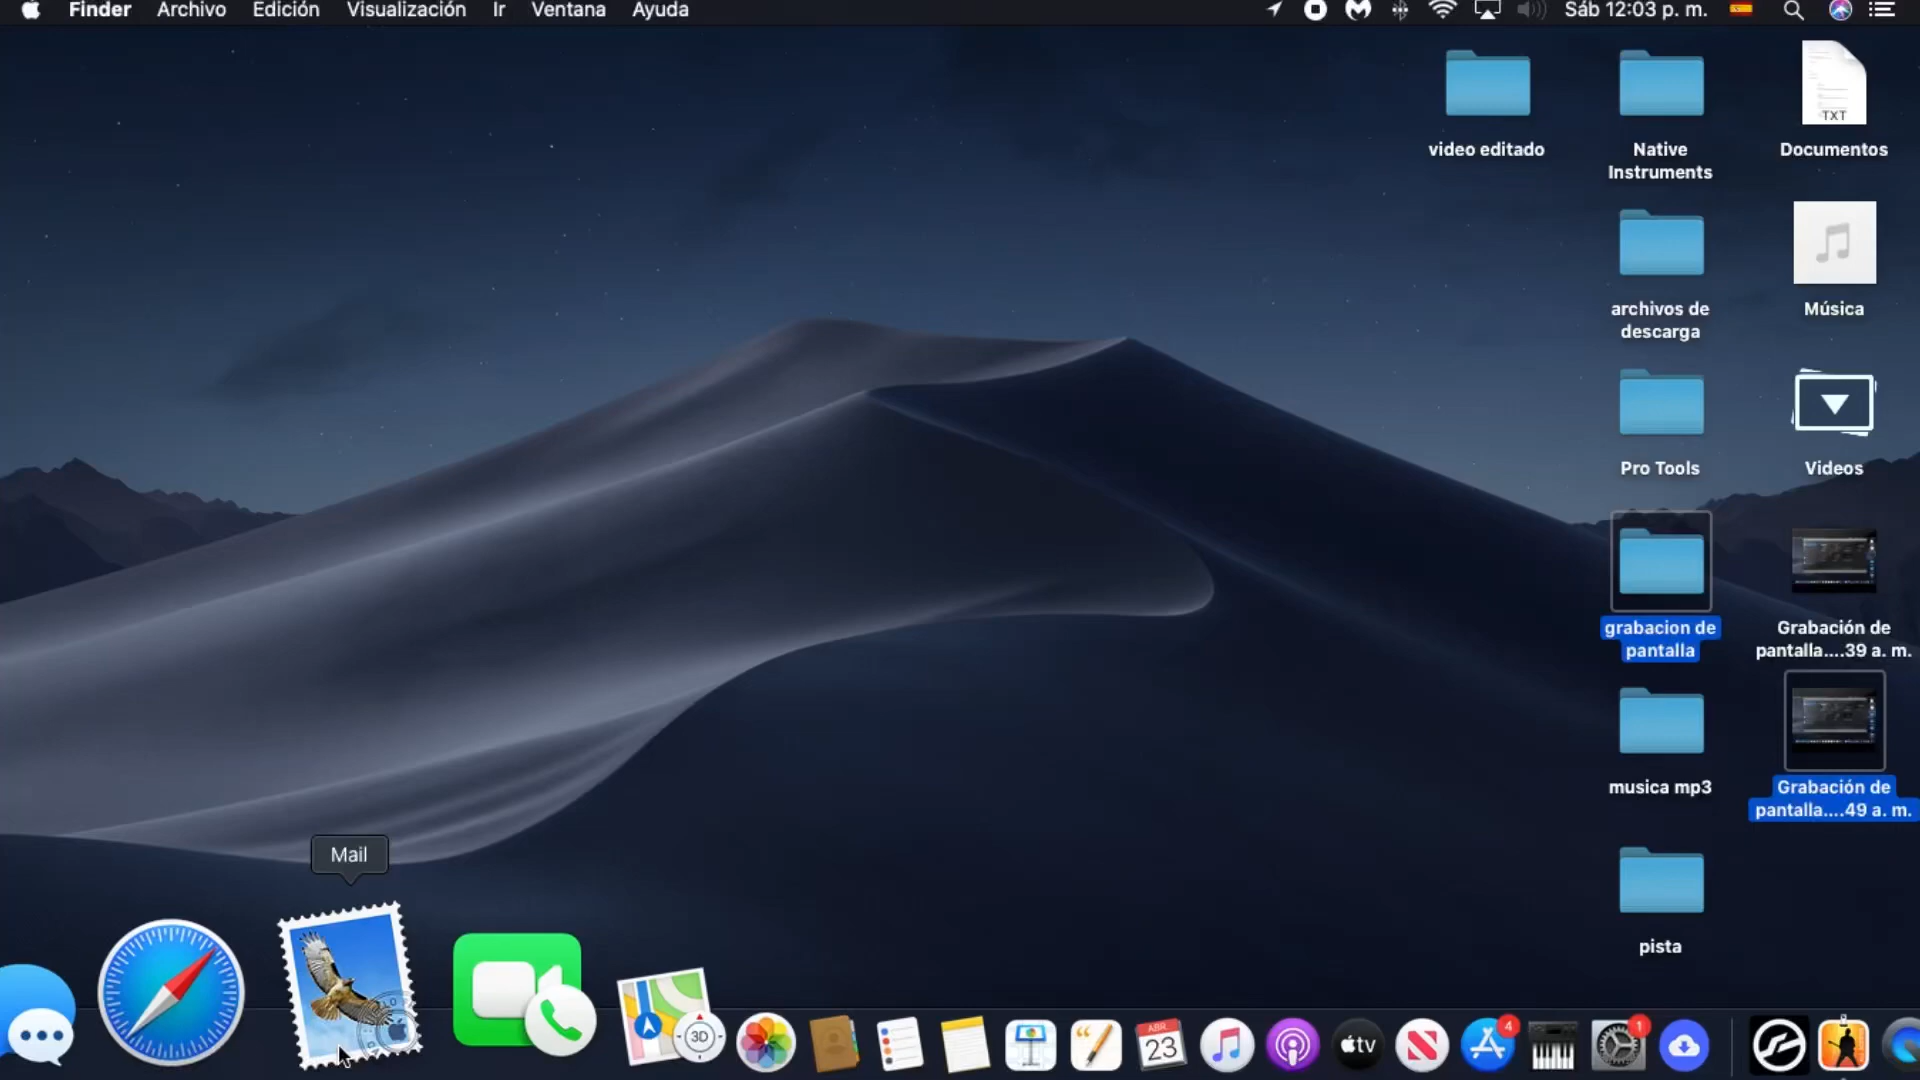 Finder Archivo Edición Visualización Ir Ventana Ayuda Sáb 12:03 p. m.
video editado
Native
Instruments
TXT
Documentos
archivos de
descarga
Música
Pro Tools
Videos
grabacion de
pantalla
Grabación de
pantalla....39 a. m.
musica mp3
Grabación de
pantalla....49 a. m.
pista
Mail
3D
ABR
23
tv
4
1